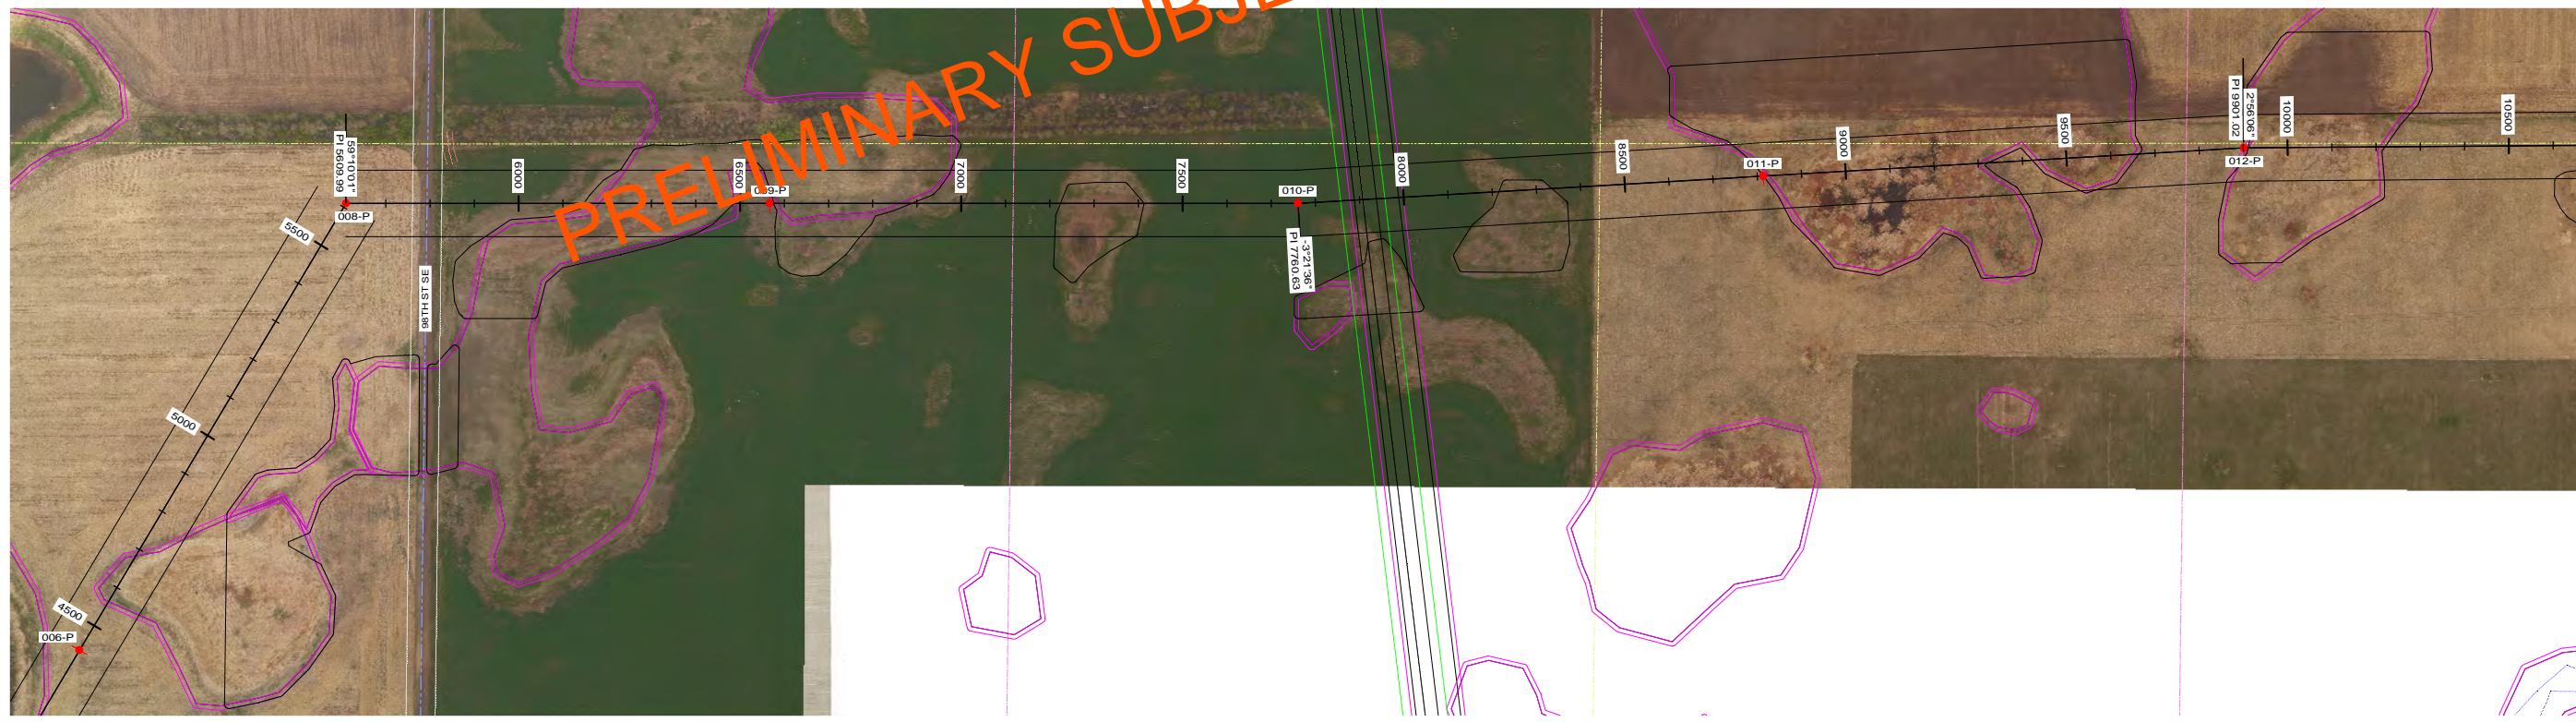 PRELIMINARY SUBJE
59°10'0.1"
PI 5609.99
008-P
5500
5000
4500
006-P
98TH ST SE
6000
6500
009-P
7000
7500
010-P
-3°21'36"
PI 7760.63
8000
8500
011-P
9000
9500
2°56'06"
PI 9901.02
012-P
10000
10500